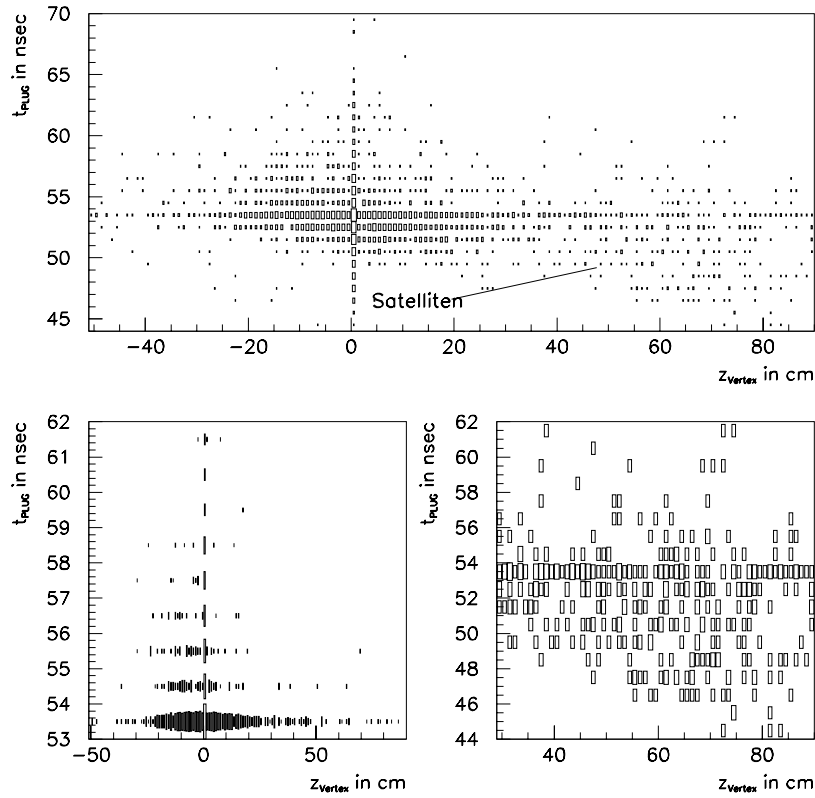 t_PLUG in nsec
70
65
60
55
50
45
Satelliten
−40 −20 0 20 40 60 80
z_Vertex in cm
t_PLUG in nsec
62
61
60
59
58
57
56
55
54
53
−50 0 50
z_Vertex in cm
t_PLUG in nsec
62
60
58
56
54
52
50
48
46
44
40 60 80
z_Vertex in cm